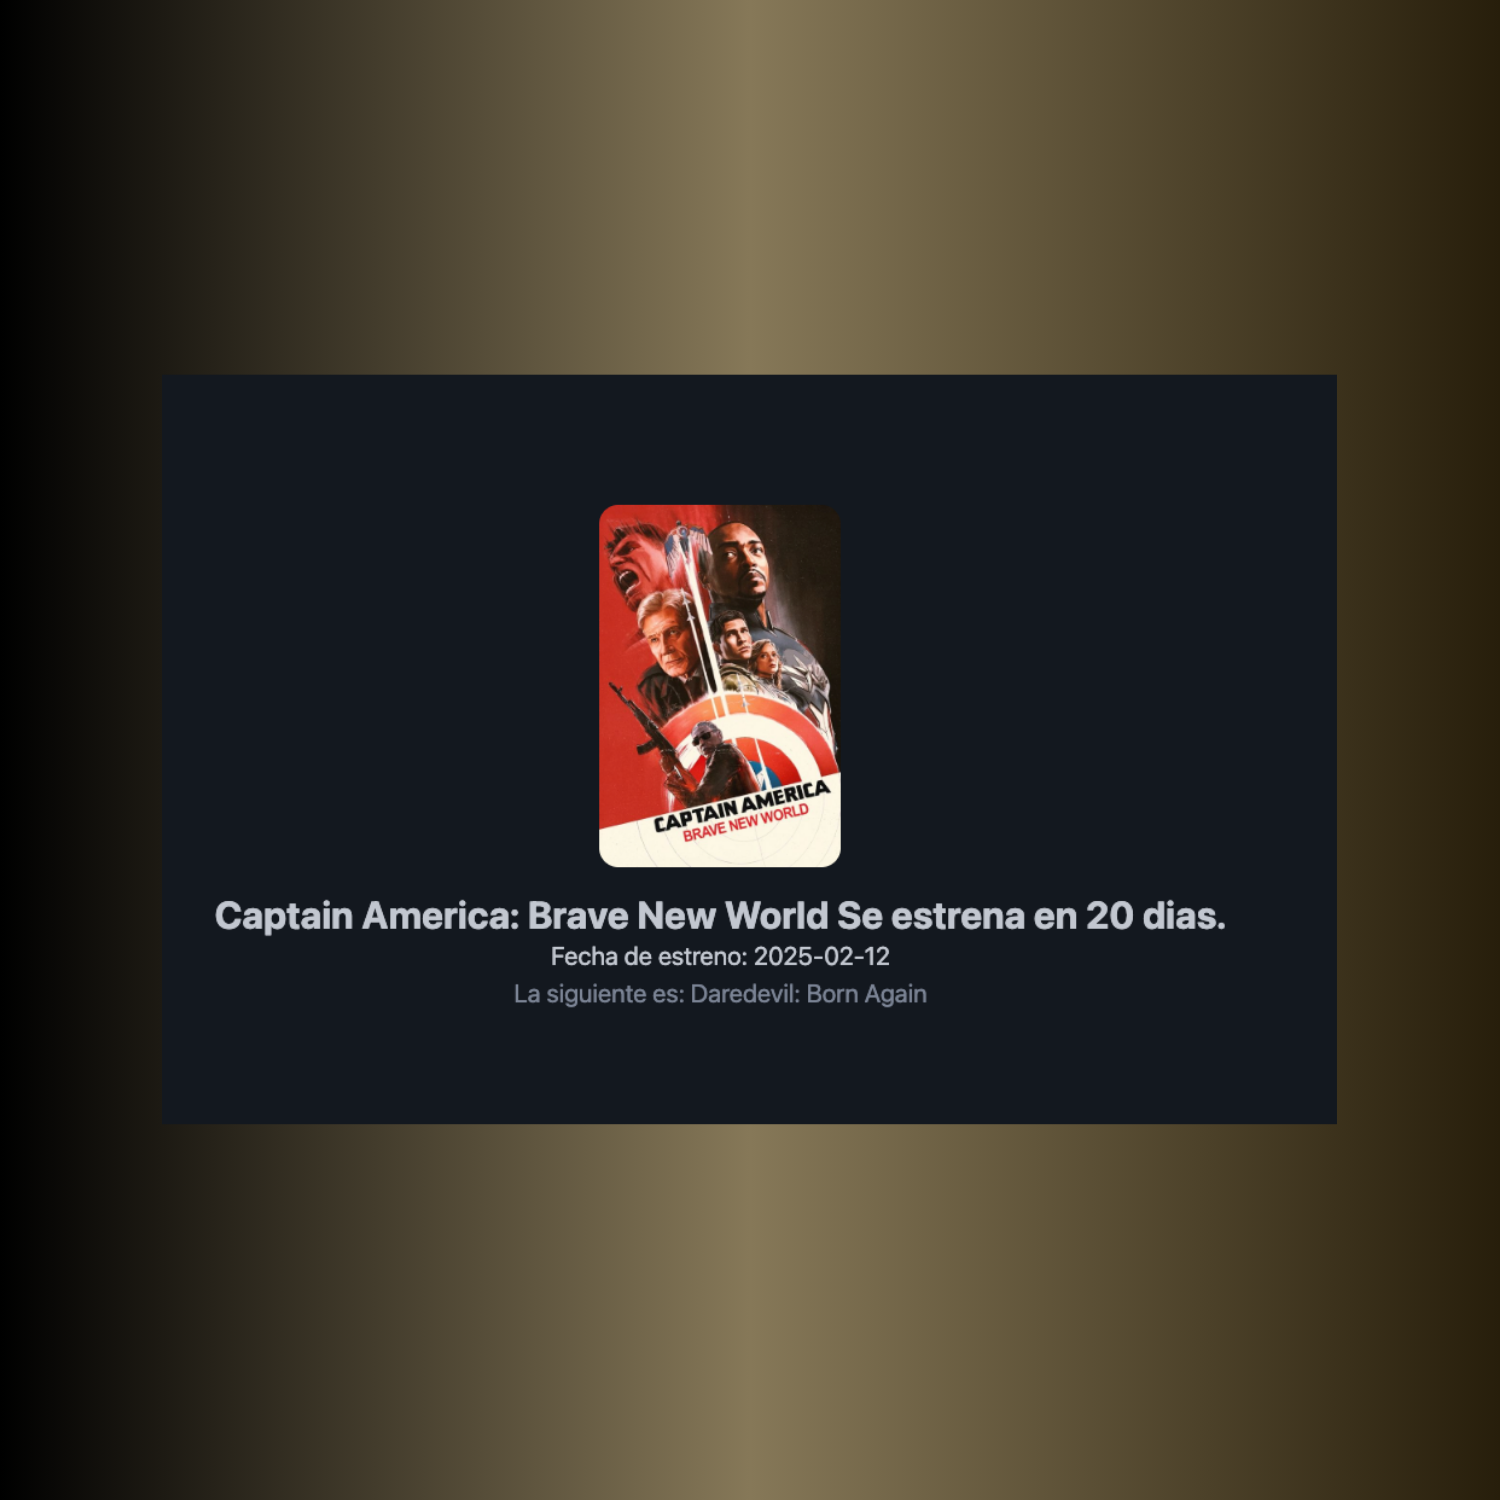 CAPTAIN AMERICA
BRAVE NEW WORLD
Captain America: Brave New World Se estrena en 20 dias.
Fecha de estreno: 2025-02-12
La siguiente es: Daredevil: Born Again